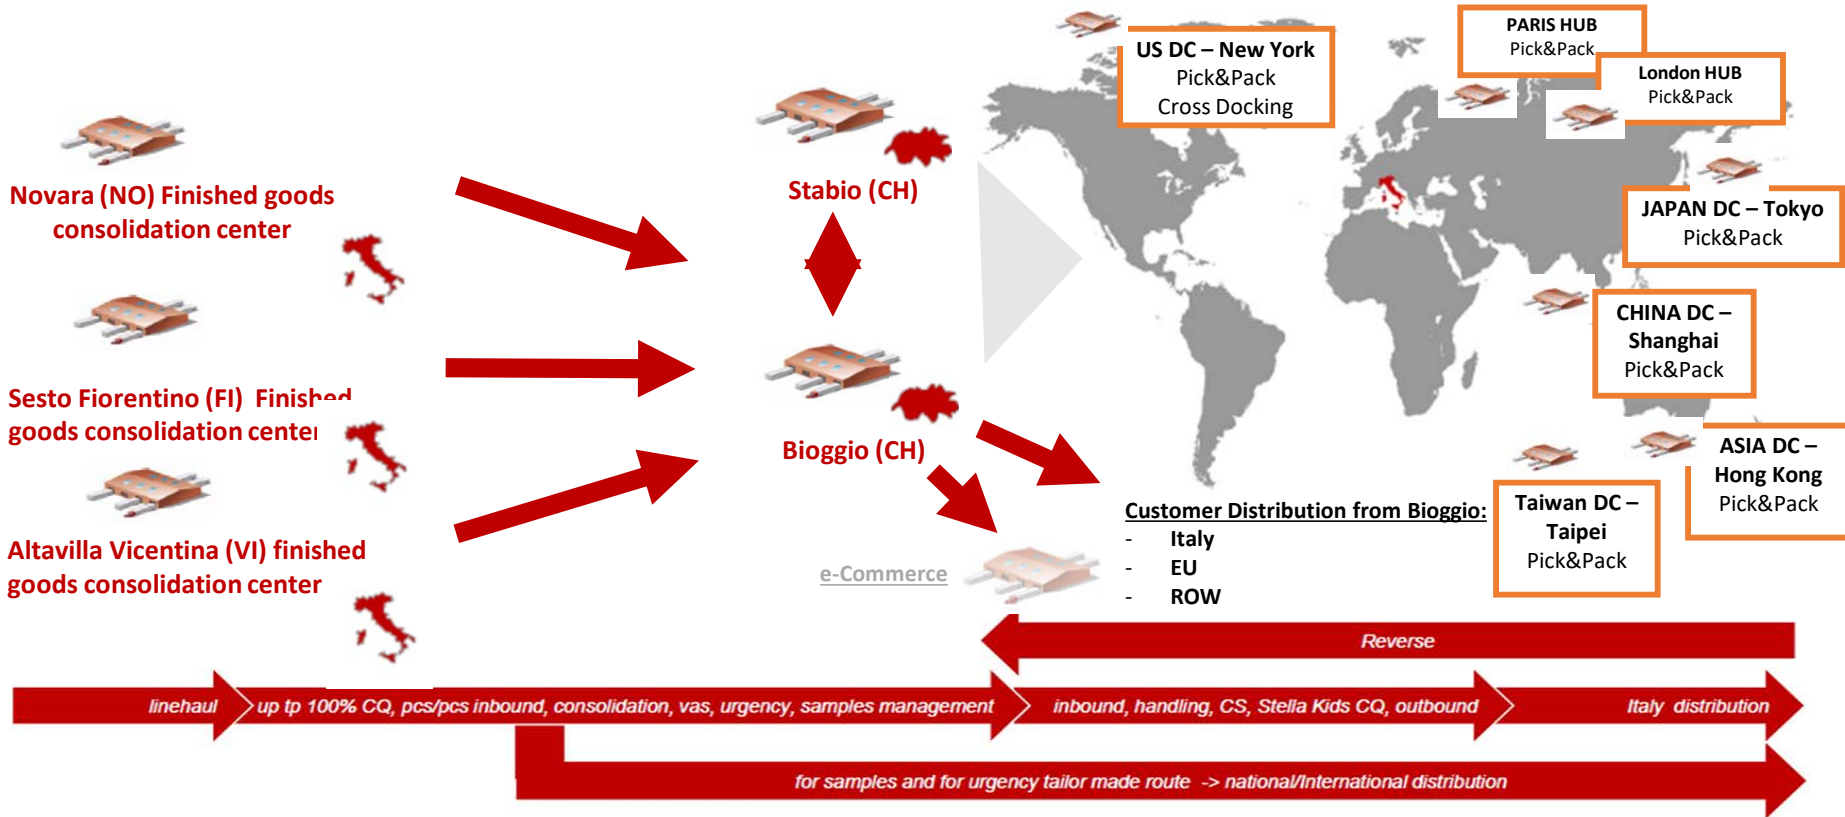 Novara (NO) Finished goods
consolidation center
Sesto Fiorentino (FI) Finished
goods consolidation center
Altavilla Vicentina (VI) finished
goods consolidation center
Stabio (CH)
Bioggio (CH)
e-Commerce
US DC – New York
Pick&Pack
Cross Docking
PARIS HUB
Pick&Pack
London HUB
Pick&Pack
JAPAN DC – Tokyo
Pick&Pack
CHINA DC –
Shanghai
Pick&Pack
ASIA DC –
Hong Kong
Pick&Pack
Taiwan DC –
Taipei
Pick&Pack
Customer Distribution from Bioggio:
- Italy
- EU
- ROW
Reverse
linehaul
up tp 100% CQ, pcs/pcs inbound, consolidation, vas, urgency, samples management
inbound, handling, CS, Stella Kids CQ, outbound
Italy distribution
for samples and for urgency tailor made route -> national/International distribution